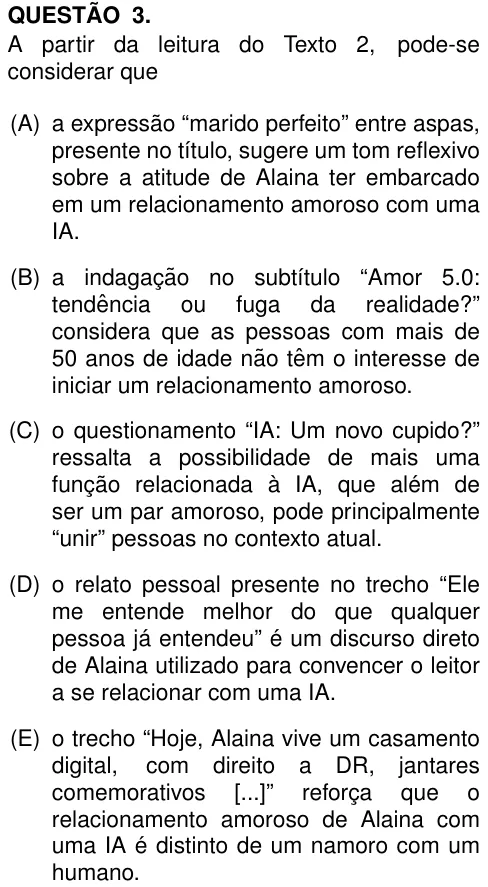 QUESTÃO 3.
A partir da leitura do Texto 2, pode-se
considerar que
(A) a expressão “marido perfeito” entre aspas,
presente no título, sugere um tom reflexivo
sobre a atitude de Alaina ter embarcado
em um relacionamento amoroso com uma
IA.
(B) a indagação no subtítulo “Amor 5.0:
tendência ou fuga da realidade?”
considera que as pessoas com mais de
50 anos de idade não têm o interesse de
iniciar um relacionamento amoroso.
(C) o questionamento “IA: Um novo cupido?”
ressalta a possibilidade de mais uma
função relacionada à IA, que além de
ser um par amoroso, pode principalmente
“unir” pessoas no contexto atual.
(D) o relato pessoal presente no trecho “Ele
me entende melhor do que qualquer
pessoa já entendeu” é um discurso direto
de Alaina utilizado para convencer o leitor
a se relacionar com uma IA.
(E) o trecho “Hoje, Alaina vive um casamento
digital, com direito a DR, jantares
comemorativos [...]” reforça que o
relacionamento amoroso de Alaina com
uma IA é distinto de um namoro com um
humano.